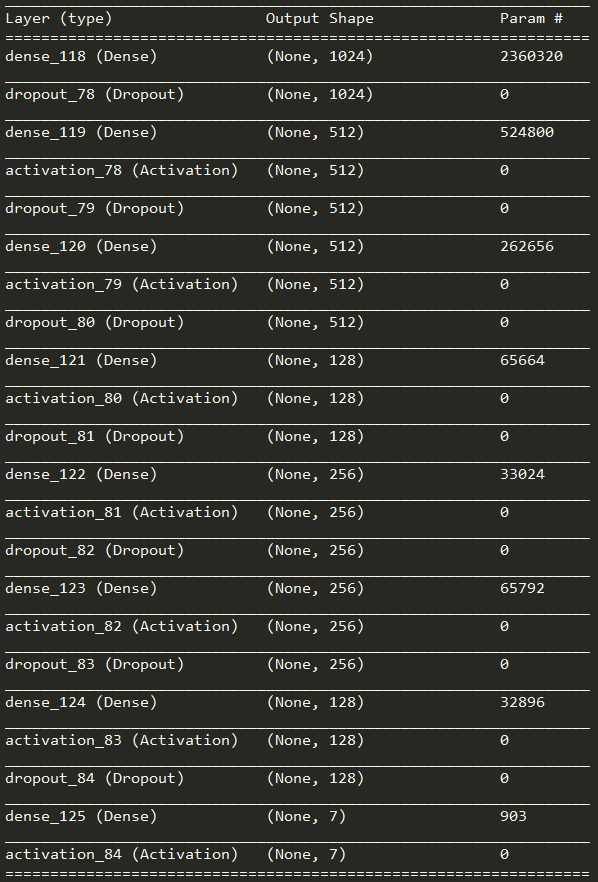 Layer (type)                 Output Shape              Param #
=================================================================
dense_118 (Dense)            (None, 1024)              2360320
_________________________________________________________________
dropout_78 (Dropout)         (None, 1024)              0
_________________________________________________________________
dense_119 (Dense)            (None, 512)               524800
_________________________________________________________________
activation_78 (Activation)   (None, 512)               0
_________________________________________________________________
dropout_79 (Dropout)         (None, 512)               0
_________________________________________________________________
dense_120 (Dense)            (None, 512)               262656
_________________________________________________________________
activation_79 (Activation)   (None, 512)               0
_________________________________________________________________
dropout_80 (Dropout)         (None, 512)               0
_________________________________________________________________
dense_121 (Dense)            (None, 128)               65664
_________________________________________________________________
activation_80 (Activation)   (None, 128)               0
_________________________________________________________________
dropout_81 (Dropout)         (None, 128)               0
_________________________________________________________________
dense_122 (Dense)            (None, 256)               33024
_________________________________________________________________
activation_81 (Activation)   (None, 256)               0
_________________________________________________________________
dropout_82 (Dropout)         (None, 256)               0
_________________________________________________________________
dense_123 (Dense)            (None, 256)               65792
_________________________________________________________________
activation_82 (Activation)   (None, 256)               0
_________________________________________________________________
dropout_83 (Dropout)         (None, 256)               0
_________________________________________________________________
dense_124 (Dense)            (None, 128)               32896
_________________________________________________________________
activation_83 (Activation)   (None, 128)               0
_________________________________________________________________
dropout_84 (Dropout)         (None, 128)               0
_________________________________________________________________
dense_125 (Dense)            (None, 7)                 903
_________________________________________________________________
activation_84 (Activation)   (None, 7)                 0
=================================================================